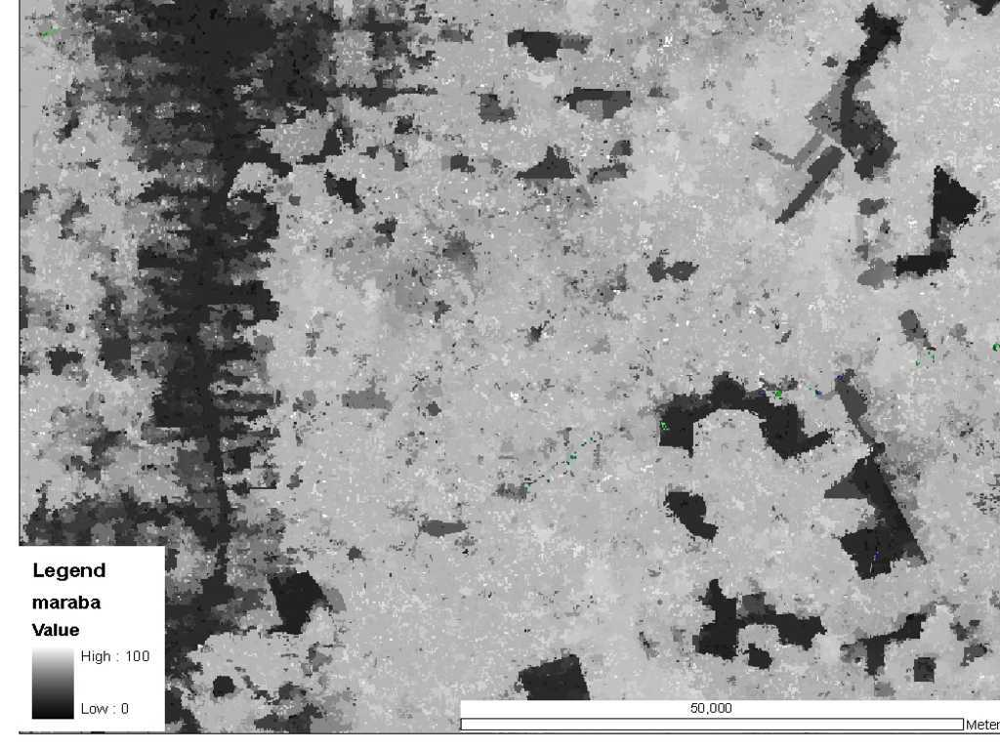 Legend
maraba
Value
High : 100
Low : 0
50,000
Meter